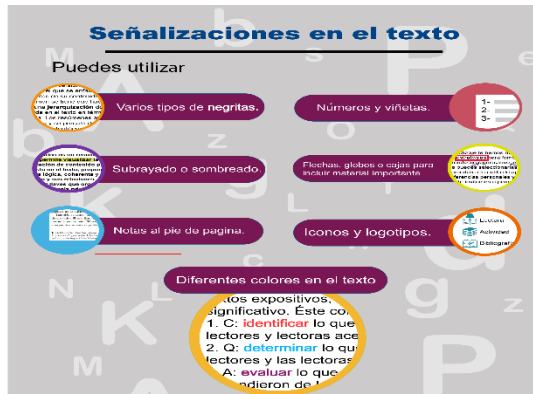 Señalizaciones en el texto
Puedes utilizar
Varios tipos de negritas.
Números y viñetas.
1-
2-
3-
Subrayado o sombreado.
Flechas, globos o cajas para
incluir material importante.
Notas al pie de pagina.
Iconos y logotipos.
Lectura
Actividad
Bibliografí
Diferentes colores en el texto
tos expositivos,
significativo. Éste co
1. C: identificar lo que
lectores y lectoras ace
2. Q: determinar lo qu
lectores y las lectoras
A: evaluar lo que
ndieron de l